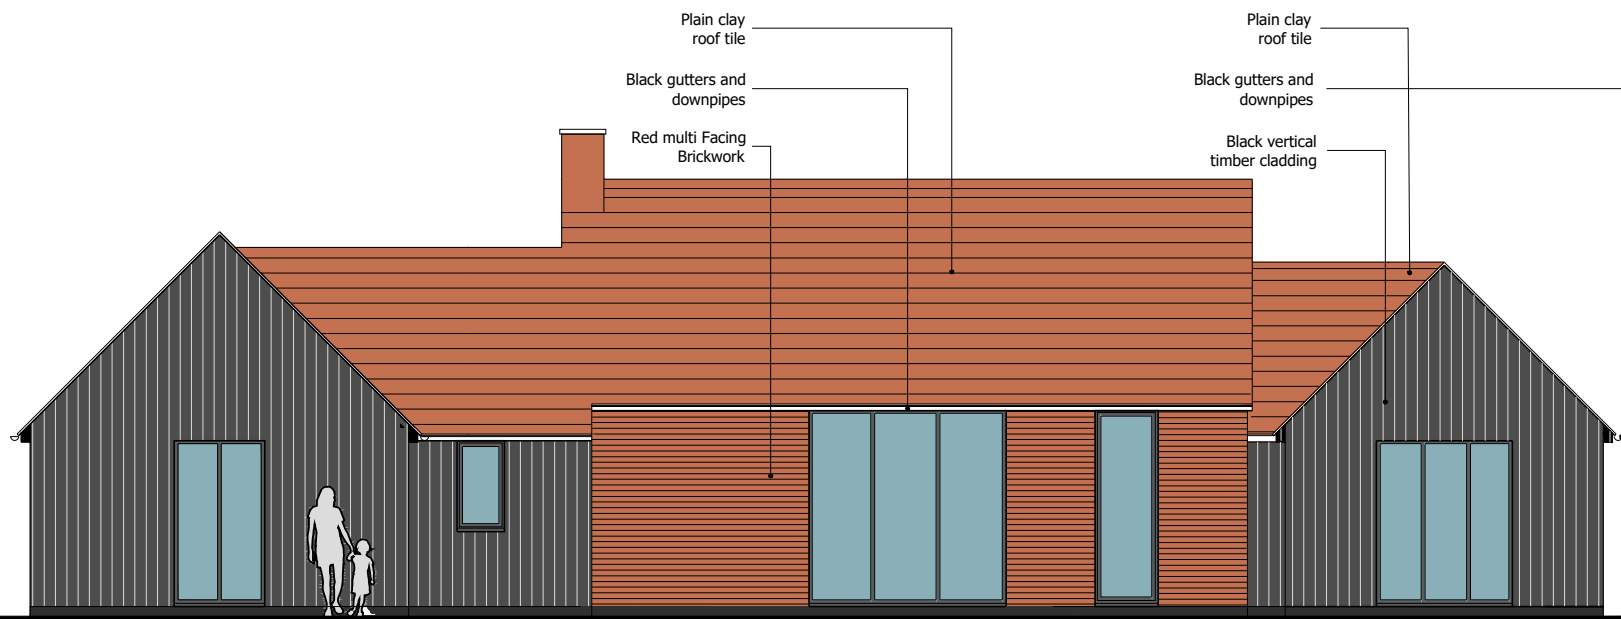 Plain clay
roof tile
Black gutters and
downpipes
Red multi Facing
Brickwork
Plain clay
roof tile
Black gutters and
downpipes
Black vertical
timber cladding